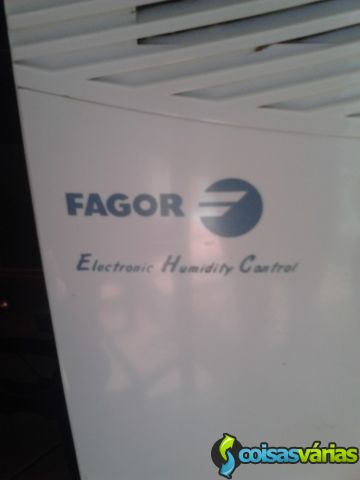 FAGOR
Electronic Humidity Control
coisasvárias